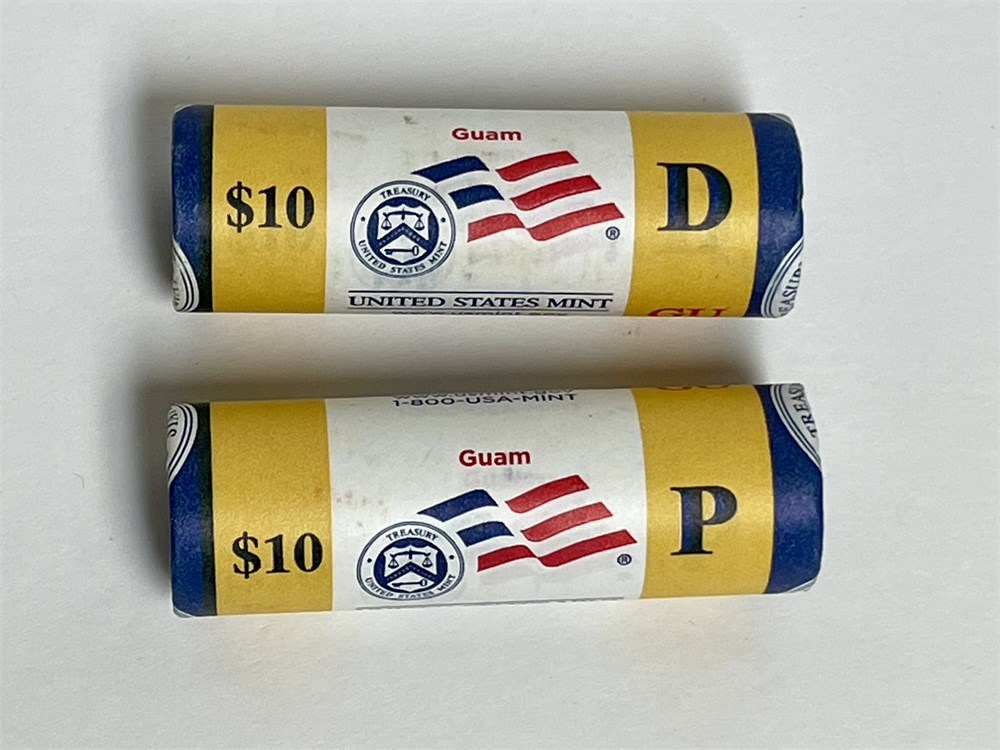 Guam
$10
TREASURY
UNITED STATES MINT
®
D
UNITED STATES MINT
GU
1-800-USA-MINT
Guam
$10
TREASURY
UNITED STATES MINT
®
P